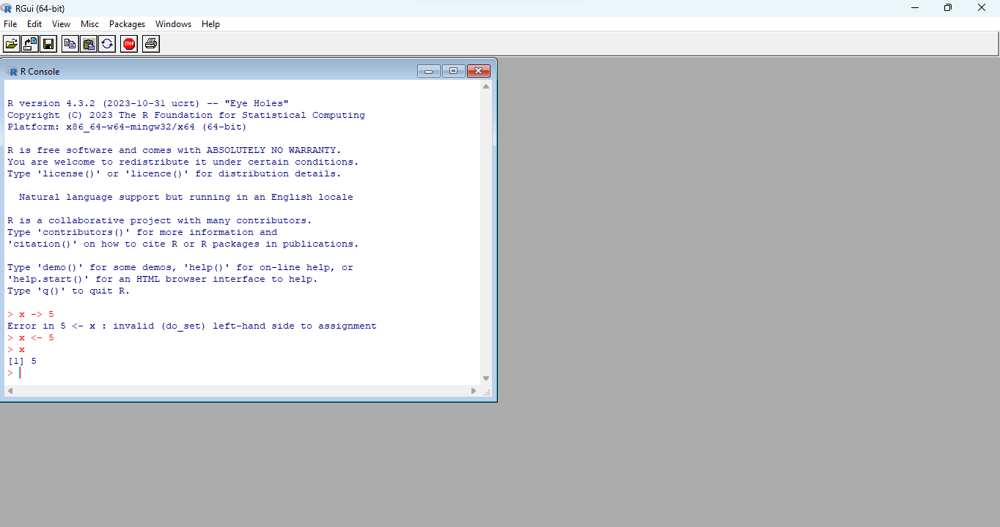 RGui (64-bit)
File Edit View Misc Packages Windows Help
STOP
R Console
R version 4.3.2 (2023-10-31 ucrt) -- "Eye Holes"
Copyright (C) 2023 The R Foundation for Statistical Computing
Platform: x86_64-w64-mingw32/x64 (64-bit)
R is free software and comes with ABSOLUTELY NO WARRANTY.
You are welcome to redistribute it under certain conditions.
Type 'license()' or 'licence()' for distribution details.
Natural language support but running in an English locale
R is a collaborative project with many contributors.
Type 'contributors()' for more information and
'citation()' on how to cite R or R packages in publications.
Type 'demo()' for some demos, 'help()' for on-line help, or
'help.start()' for an HTML browser interface to help.
Type 'q()' to quit R.
> x -> 5
Error in 5 <- x : invalid (do_set) left-hand side to assignment
> x <- 5
> x
[1] 5
>